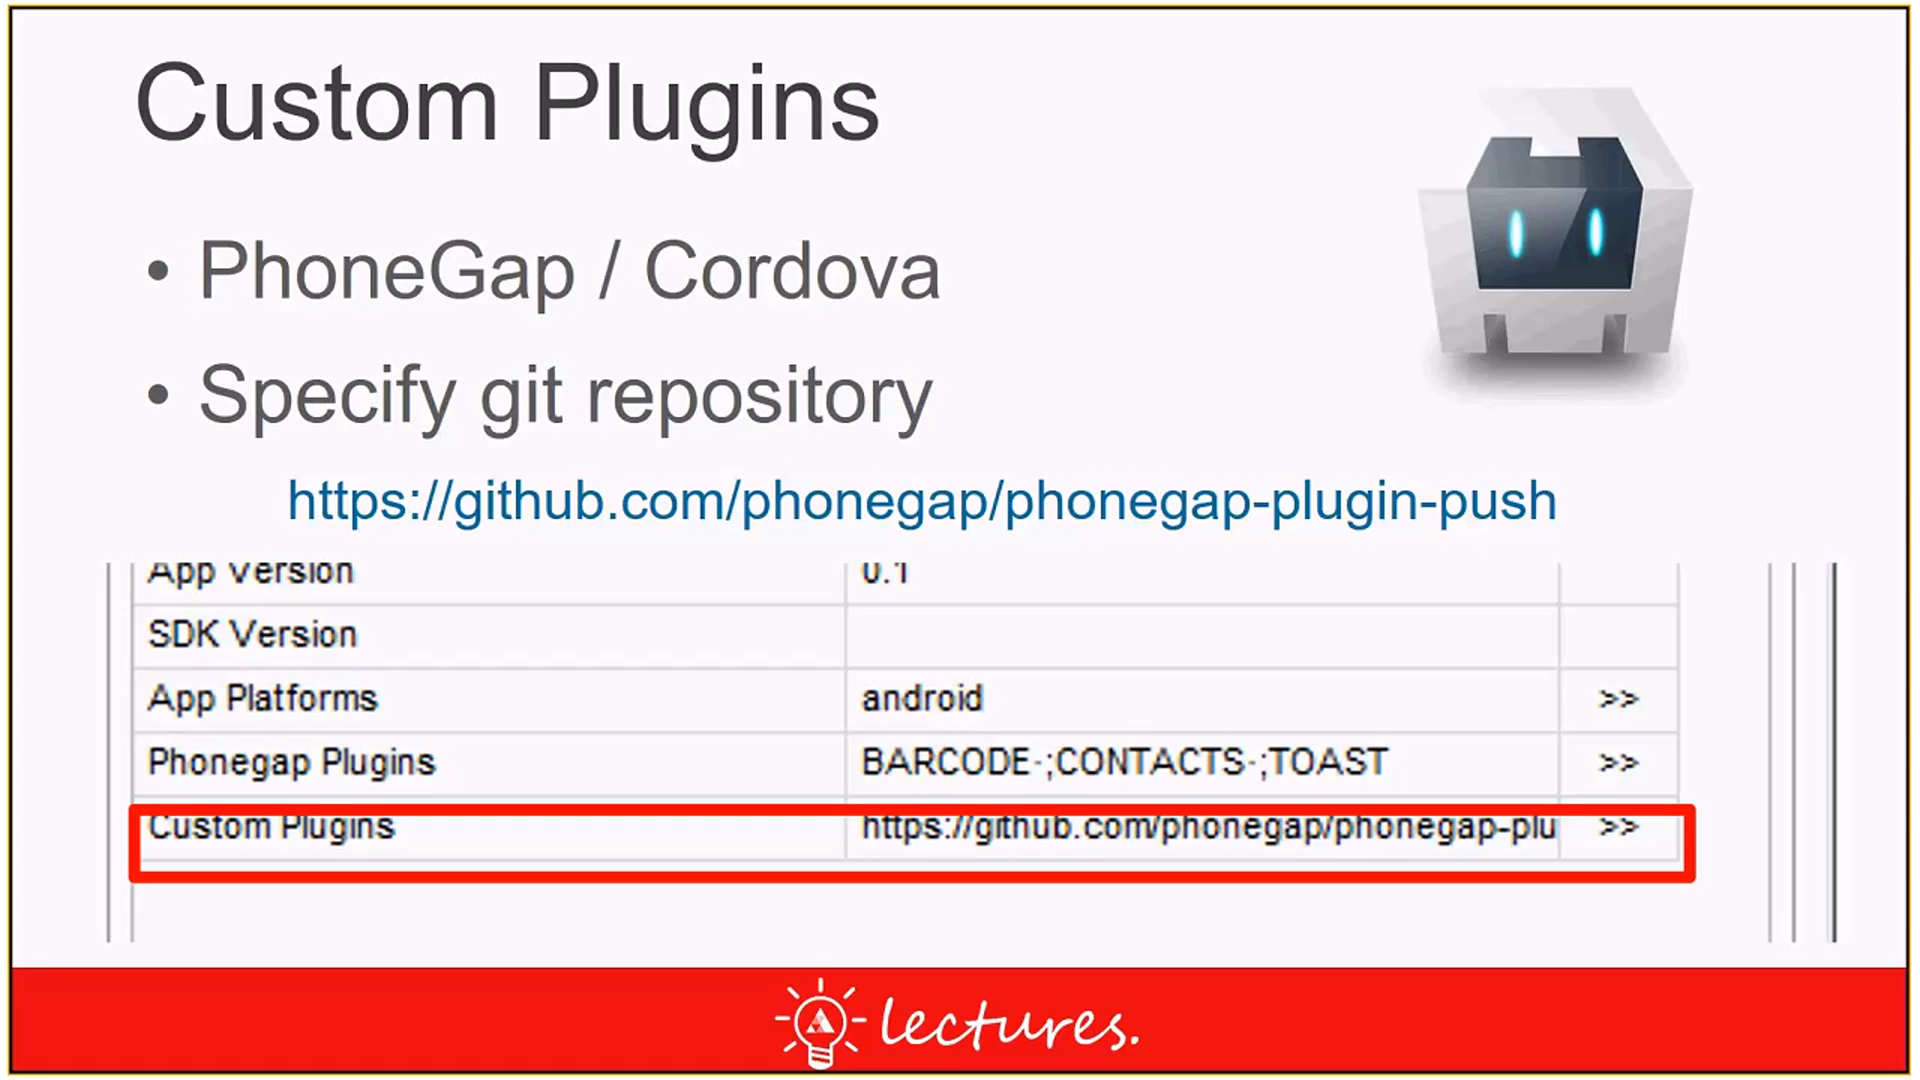 Custom Plugins
• PhoneGap / Cordova
• Specify git repository
https://github.com/phonegap/phonegap-plugin-push
App Version 0.1
SDK Version
App Platforms android >>
Phonegap Plugins BARCODE-;CONTACTS-;TOAST >>
Custom Plugins https://github.com/phonegap/phonegap-plu >>
lectures.